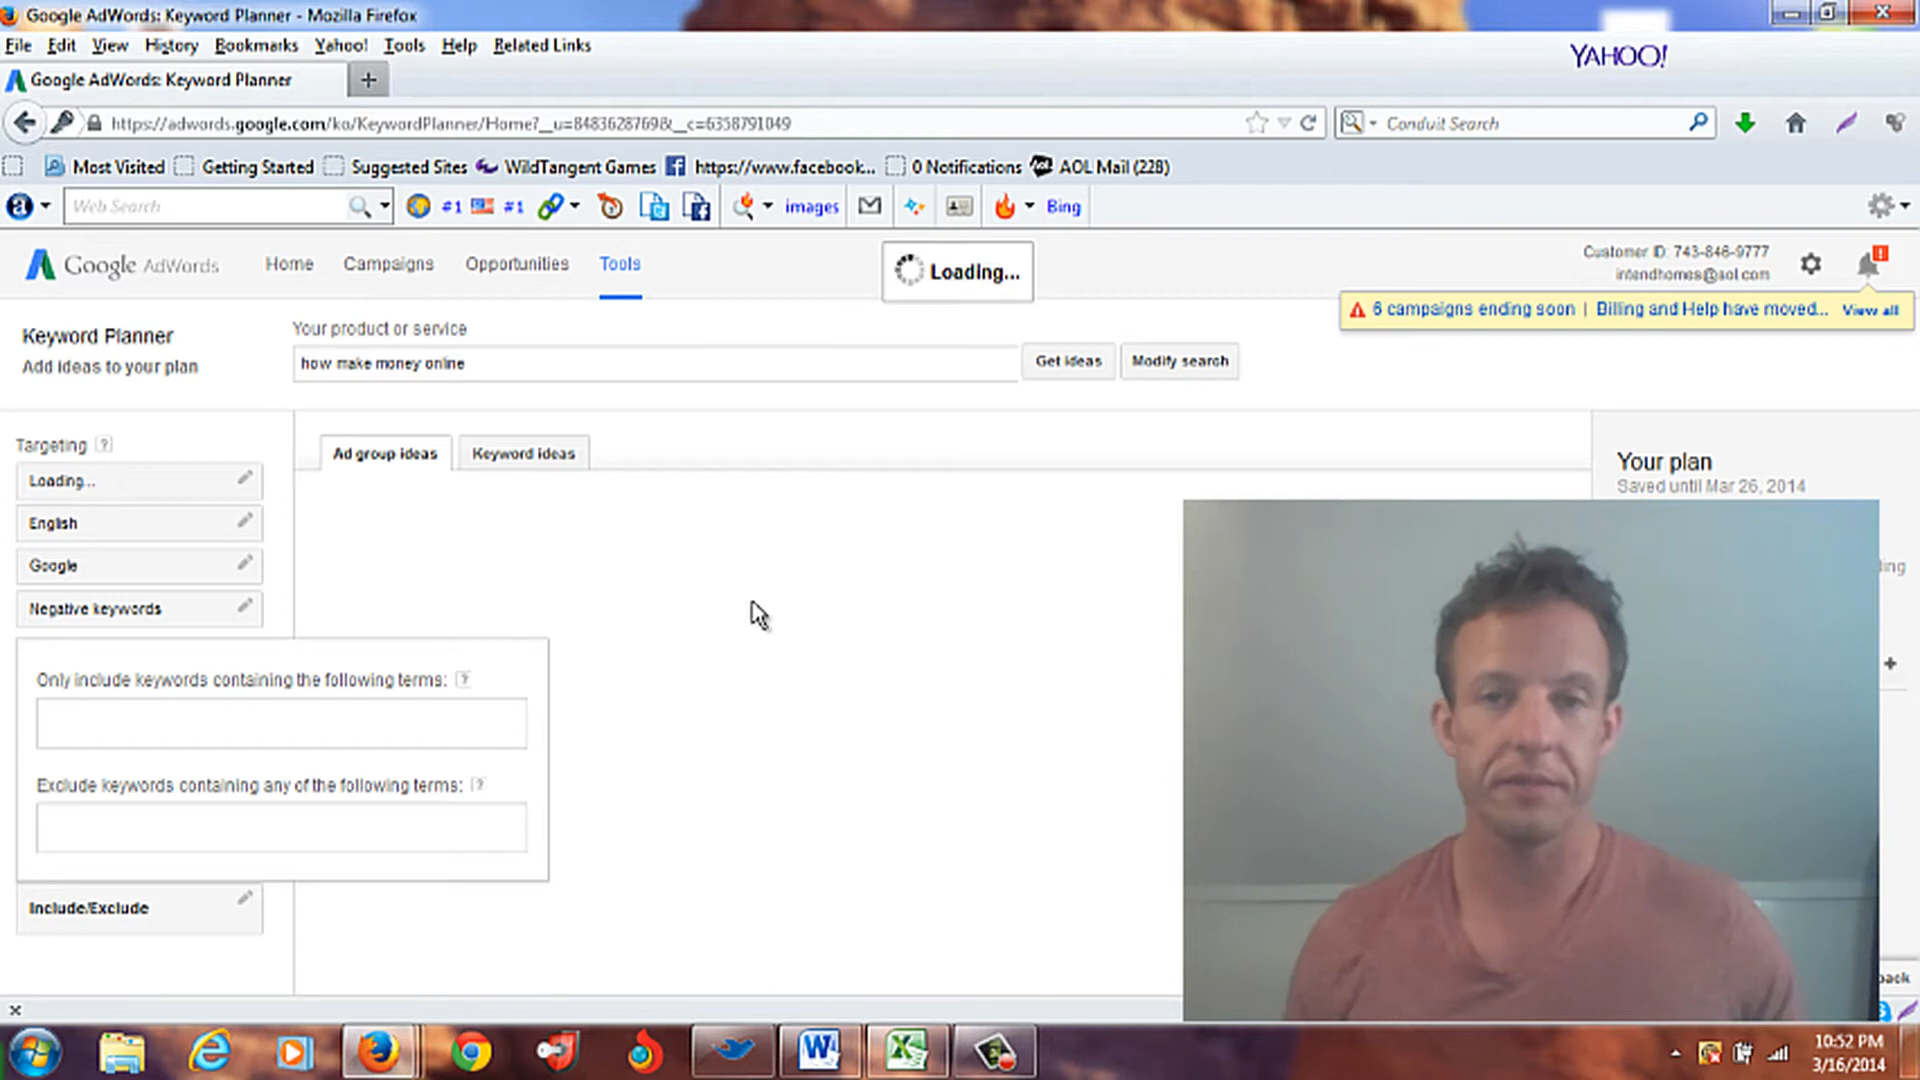 Google AdWords: Keyword Planner - Mozilla Firefox
File Edit View History Bookmarks Yahoo! Tools Help Related Links
YAHOO!
Google AdWords: Keyword Planner +
https://adwords.google.com/ko/KeywordPlanner/Home?__u=8483628769&__c=6358791049
Conduit Search
Most Visited Getting Started Suggested Sites WildTangent Games https://www.facebook... 0 Notifications AOL Mail (228)
Web Search #1 #1 images Bing
Google AdWords Home Campaigns Opportunities Tools
Loading...
Customer ID: 743-846-9777
intendhomes@aol.com
6 campaigns ending soon | Billing and Help have moved... View all
Keyword Planner
Add ideas to your plan
Your product or service
how make money online
Get ideas Modify search
Targeting ?
Loading...
English
Google
Negative keywords
Only include keywords containing the following terms: ?
Exclude keywords containing any of the following terms: ?
Include/Exclude
Ad group ideas Keyword ideas
Your plan
Saved until Mar 26, 2014
10:52 PM
3/16/2014